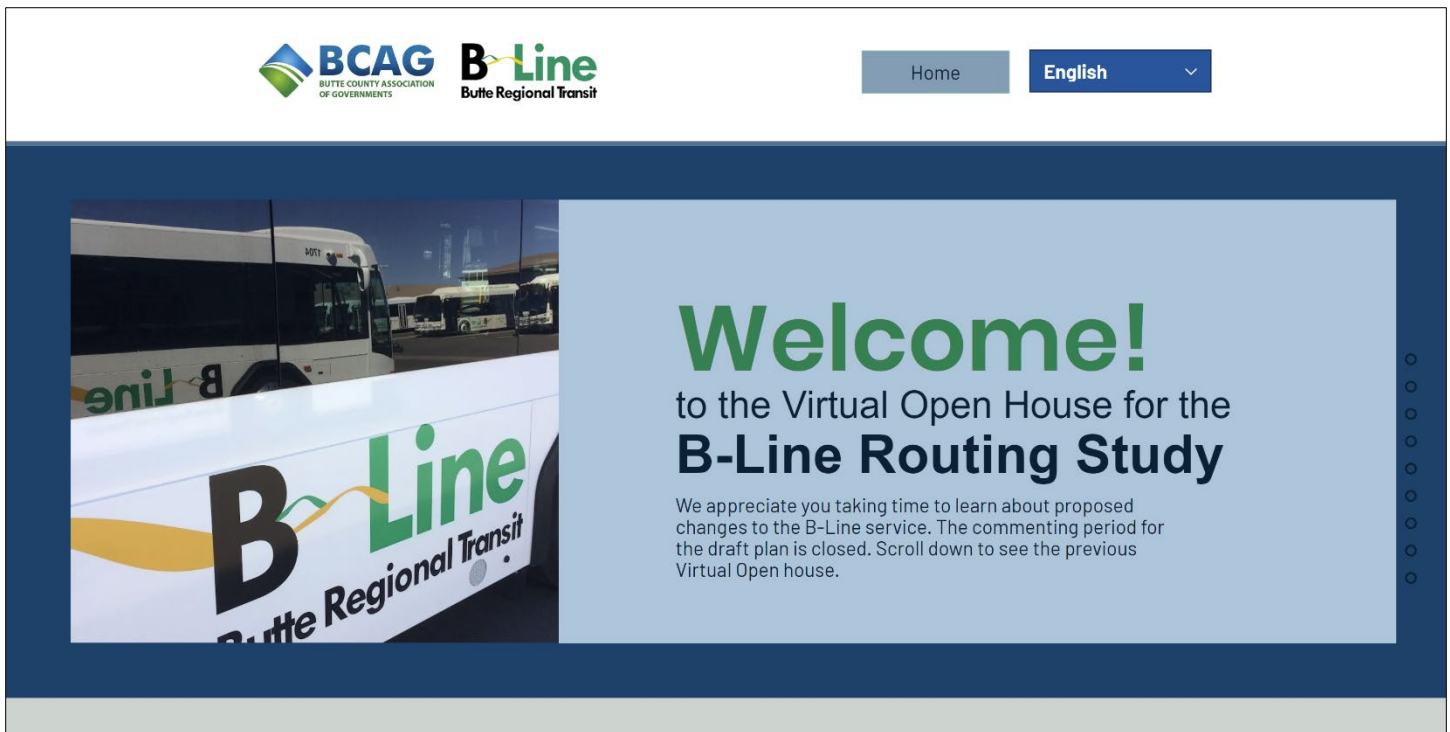 BCAG
BUTTE COUNTY ASSOCIATION
OF GOVERNMENTS
B-Line
Butte Regional Transit
Home
English
1704
B Line
B-Line
Butte Regional Transit
Welcome!
to the Virtual Open House for the
B-Line Routing Study
We appreciate you taking time to learn about proposed
changes to the B-Line service. The commenting period for
the draft plan is closed. Scroll down to see the previous
Virtual Open house.